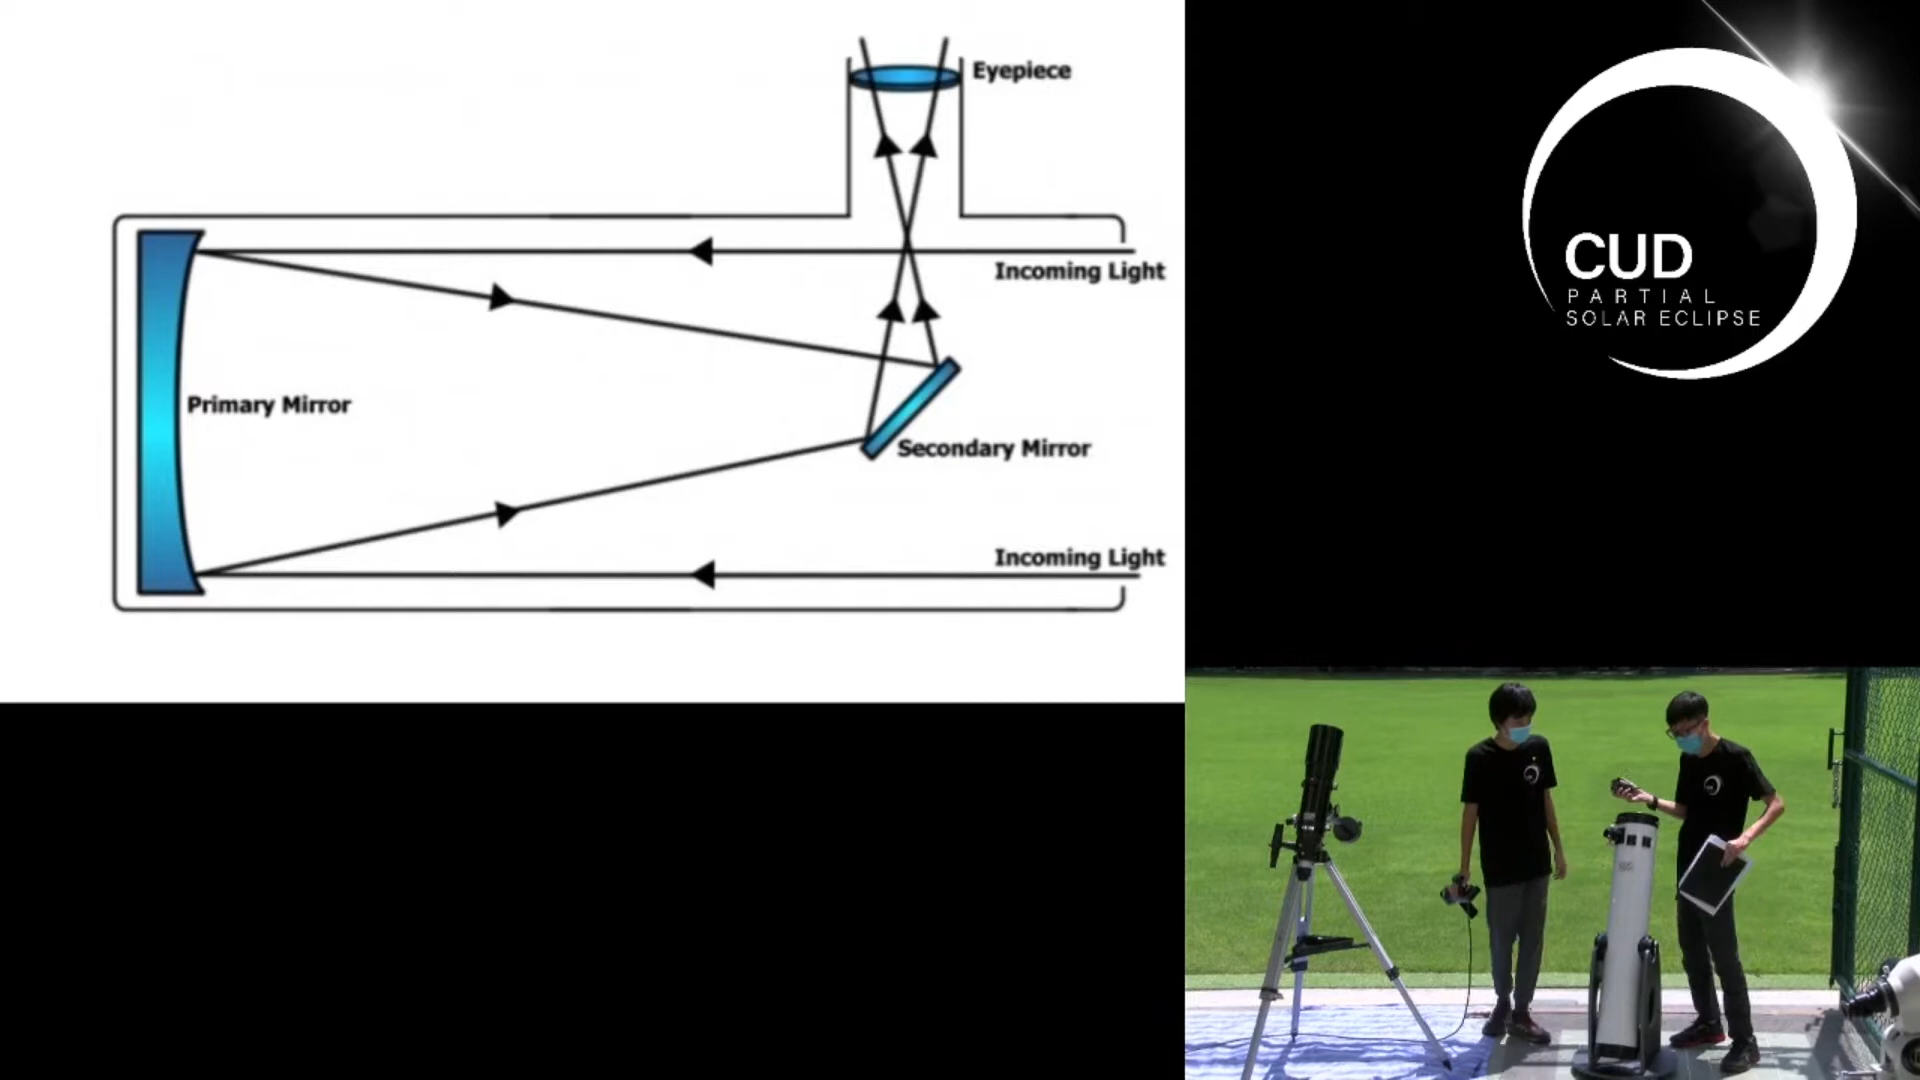 Eyepiece
Incoming Light
Primary Mirror
Secondary Mirror
Incoming Light
CUD
PARTIAL
SOLAR ECLIPSE